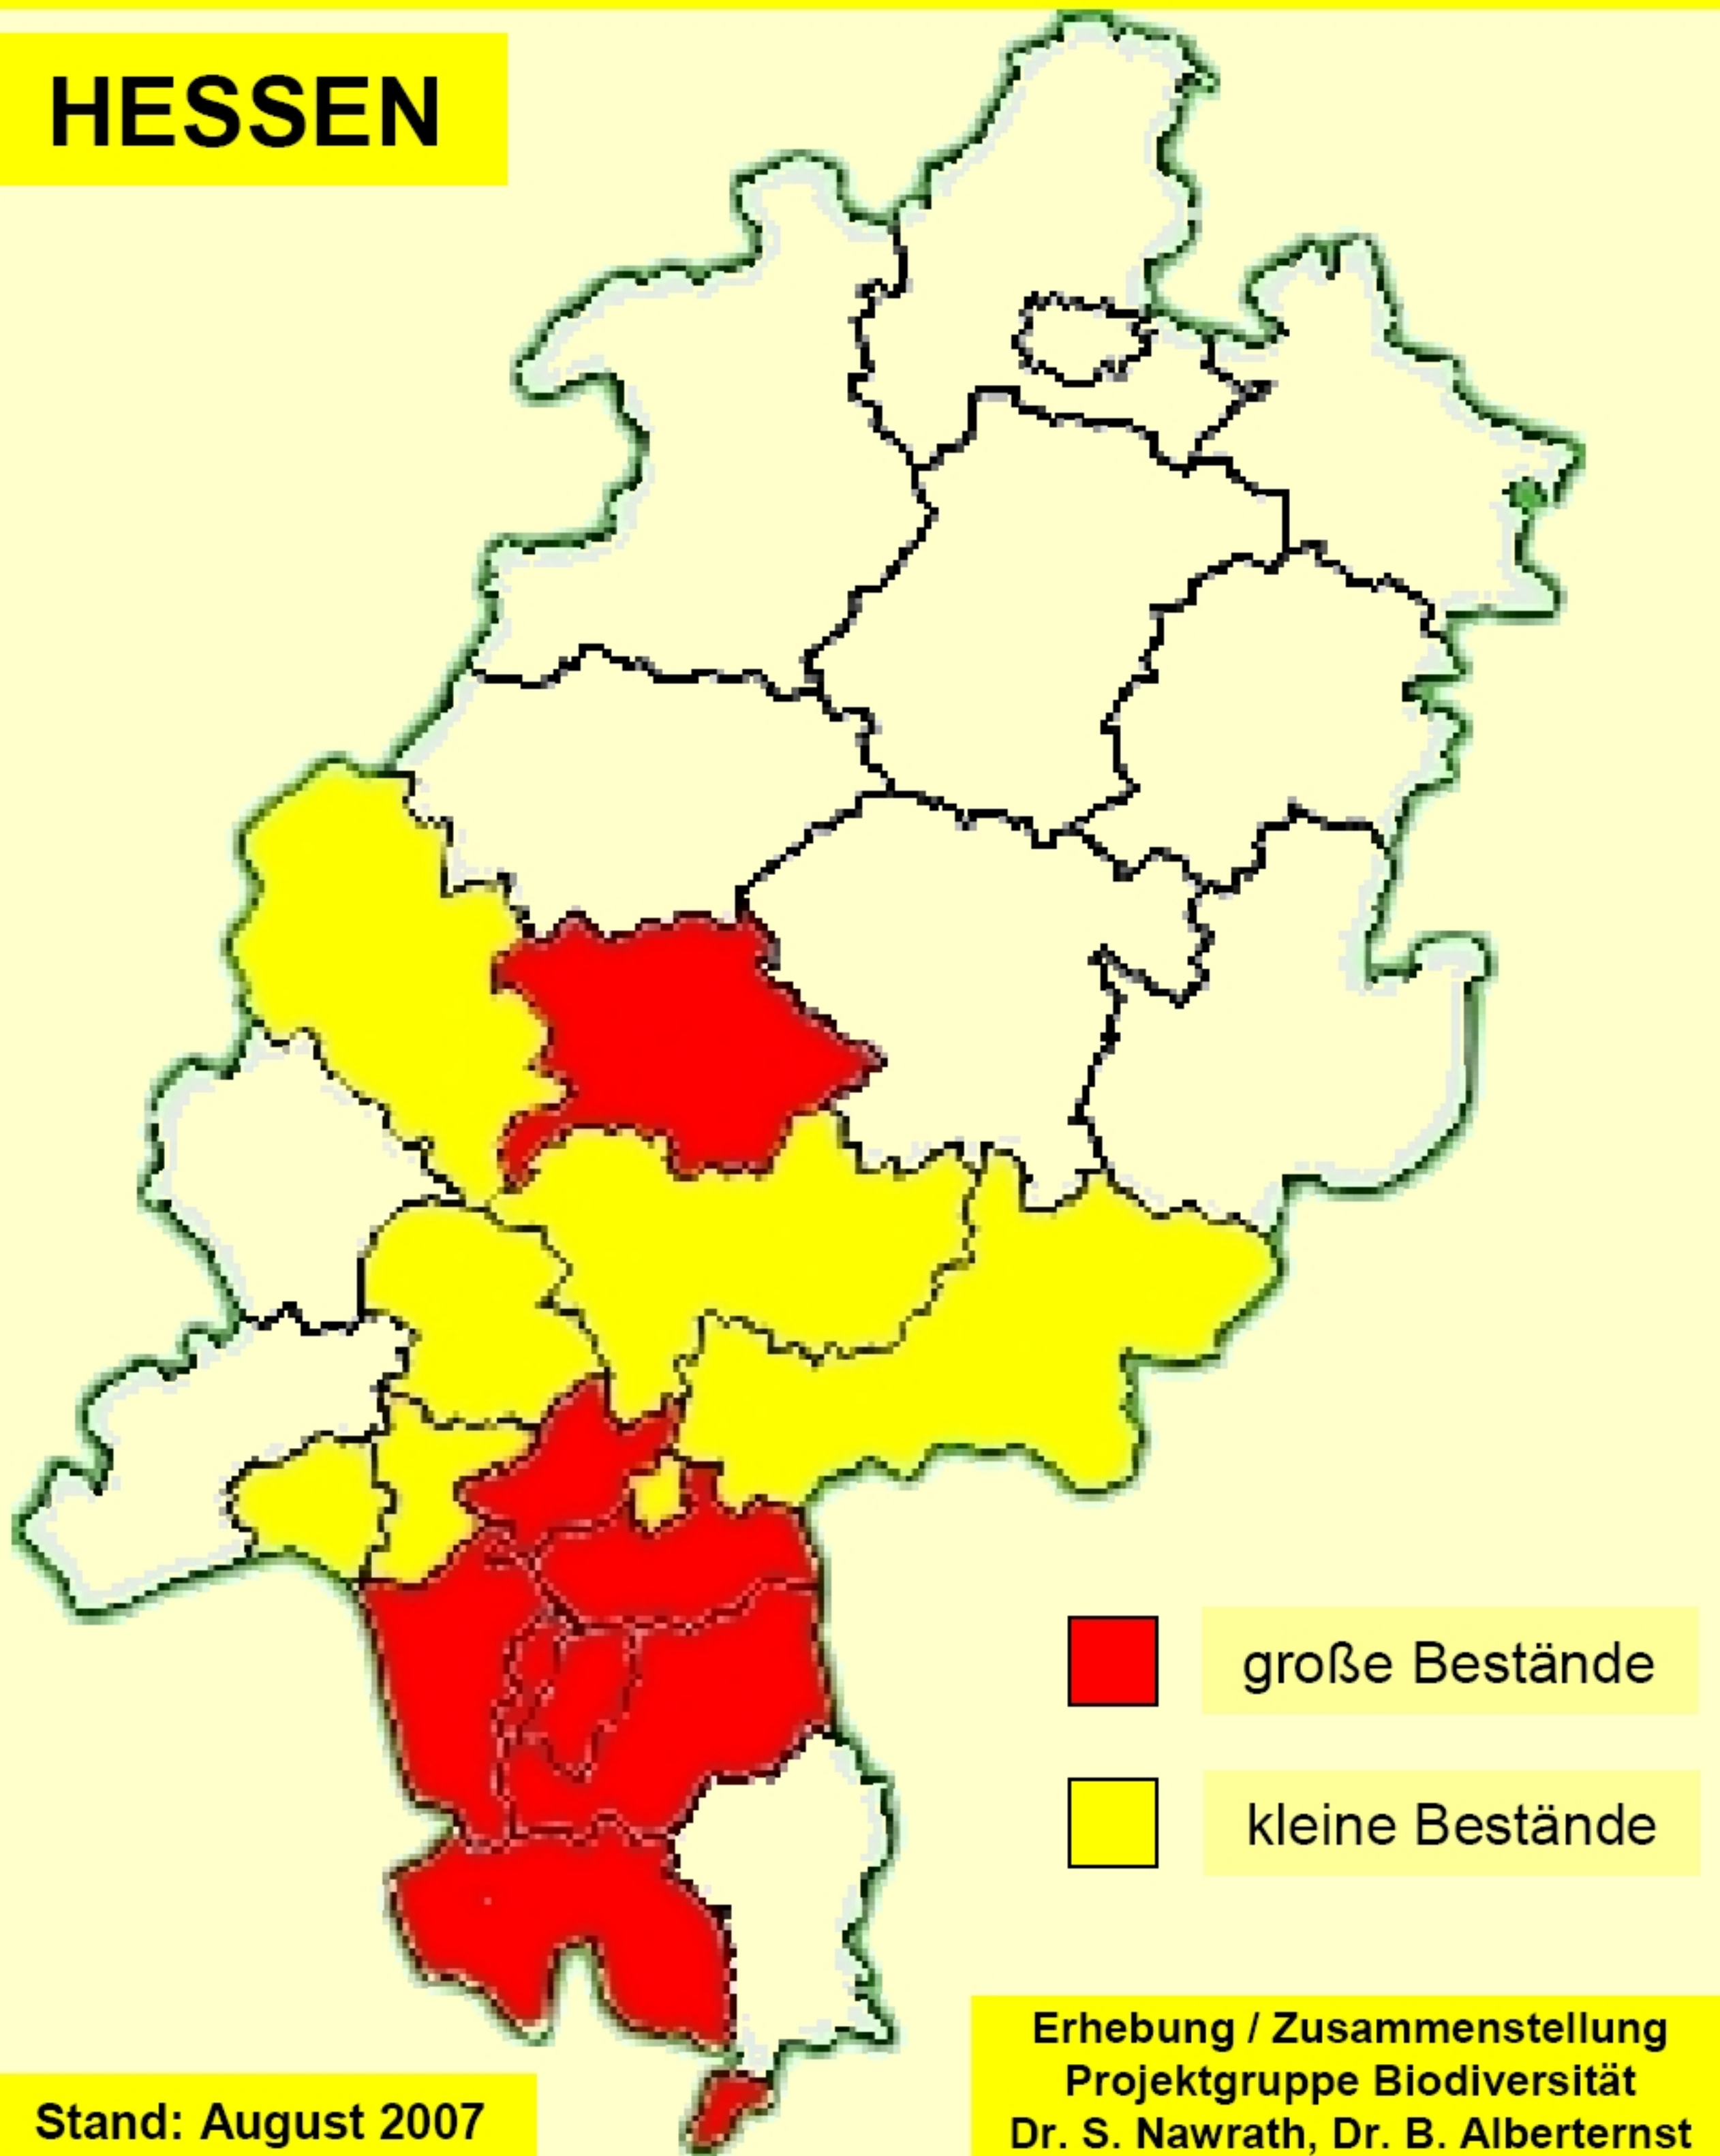 HESSEN
große Bestände
kleine Bestände
Erhebung / Zusammenstellung
Projektgruppe Biodiversität
Dr. S. Nawrath, Dr. B. Alberternst
Stand: August 2007